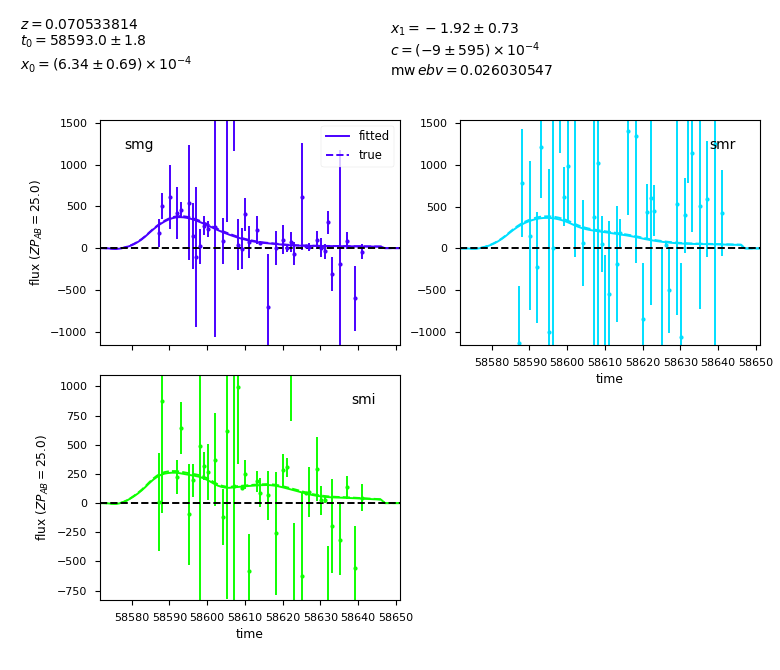 z = 0.070533814
t₀ = 58593.0 ± 1.8
x₀ = (6.34 ± 0.69) × 10⁻⁴
x₁ = −1.92 ± 0.73
c = (−9 ± 595) × 10⁻⁴
mw ebv = 0.026030547
smg
fitted
true
1500
1000
500
0
−500
−1000
flux (ZP_AB = 25.0)
smr
1500
1000
500
0
−500
−1000
58580 58590 58600 58610 58620 58630 58640 58650
time
smi
1000
750
500
250
0
−250
−500
−750
flux (ZP_AB = 25.0)
58580 58590 58600 58610 58620 58630 58640 58650
time